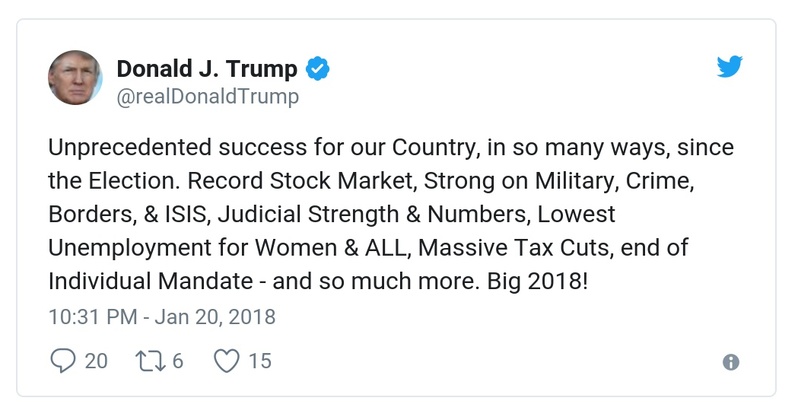 Donald J. Trump
@realDonaldTrump
Unprecedented success for our Country, in so many ways, since
the Election. Record Stock Market, Strong on Military, Crime,
Borders, & ISIS, Judicial Strength & Numbers, Lowest
Unemployment for Women & ALL, Massive Tax Cuts, end of
Individual Mandate - and so much more. Big 2018!
10:31 PM - Jan 20, 2018
20 6 15